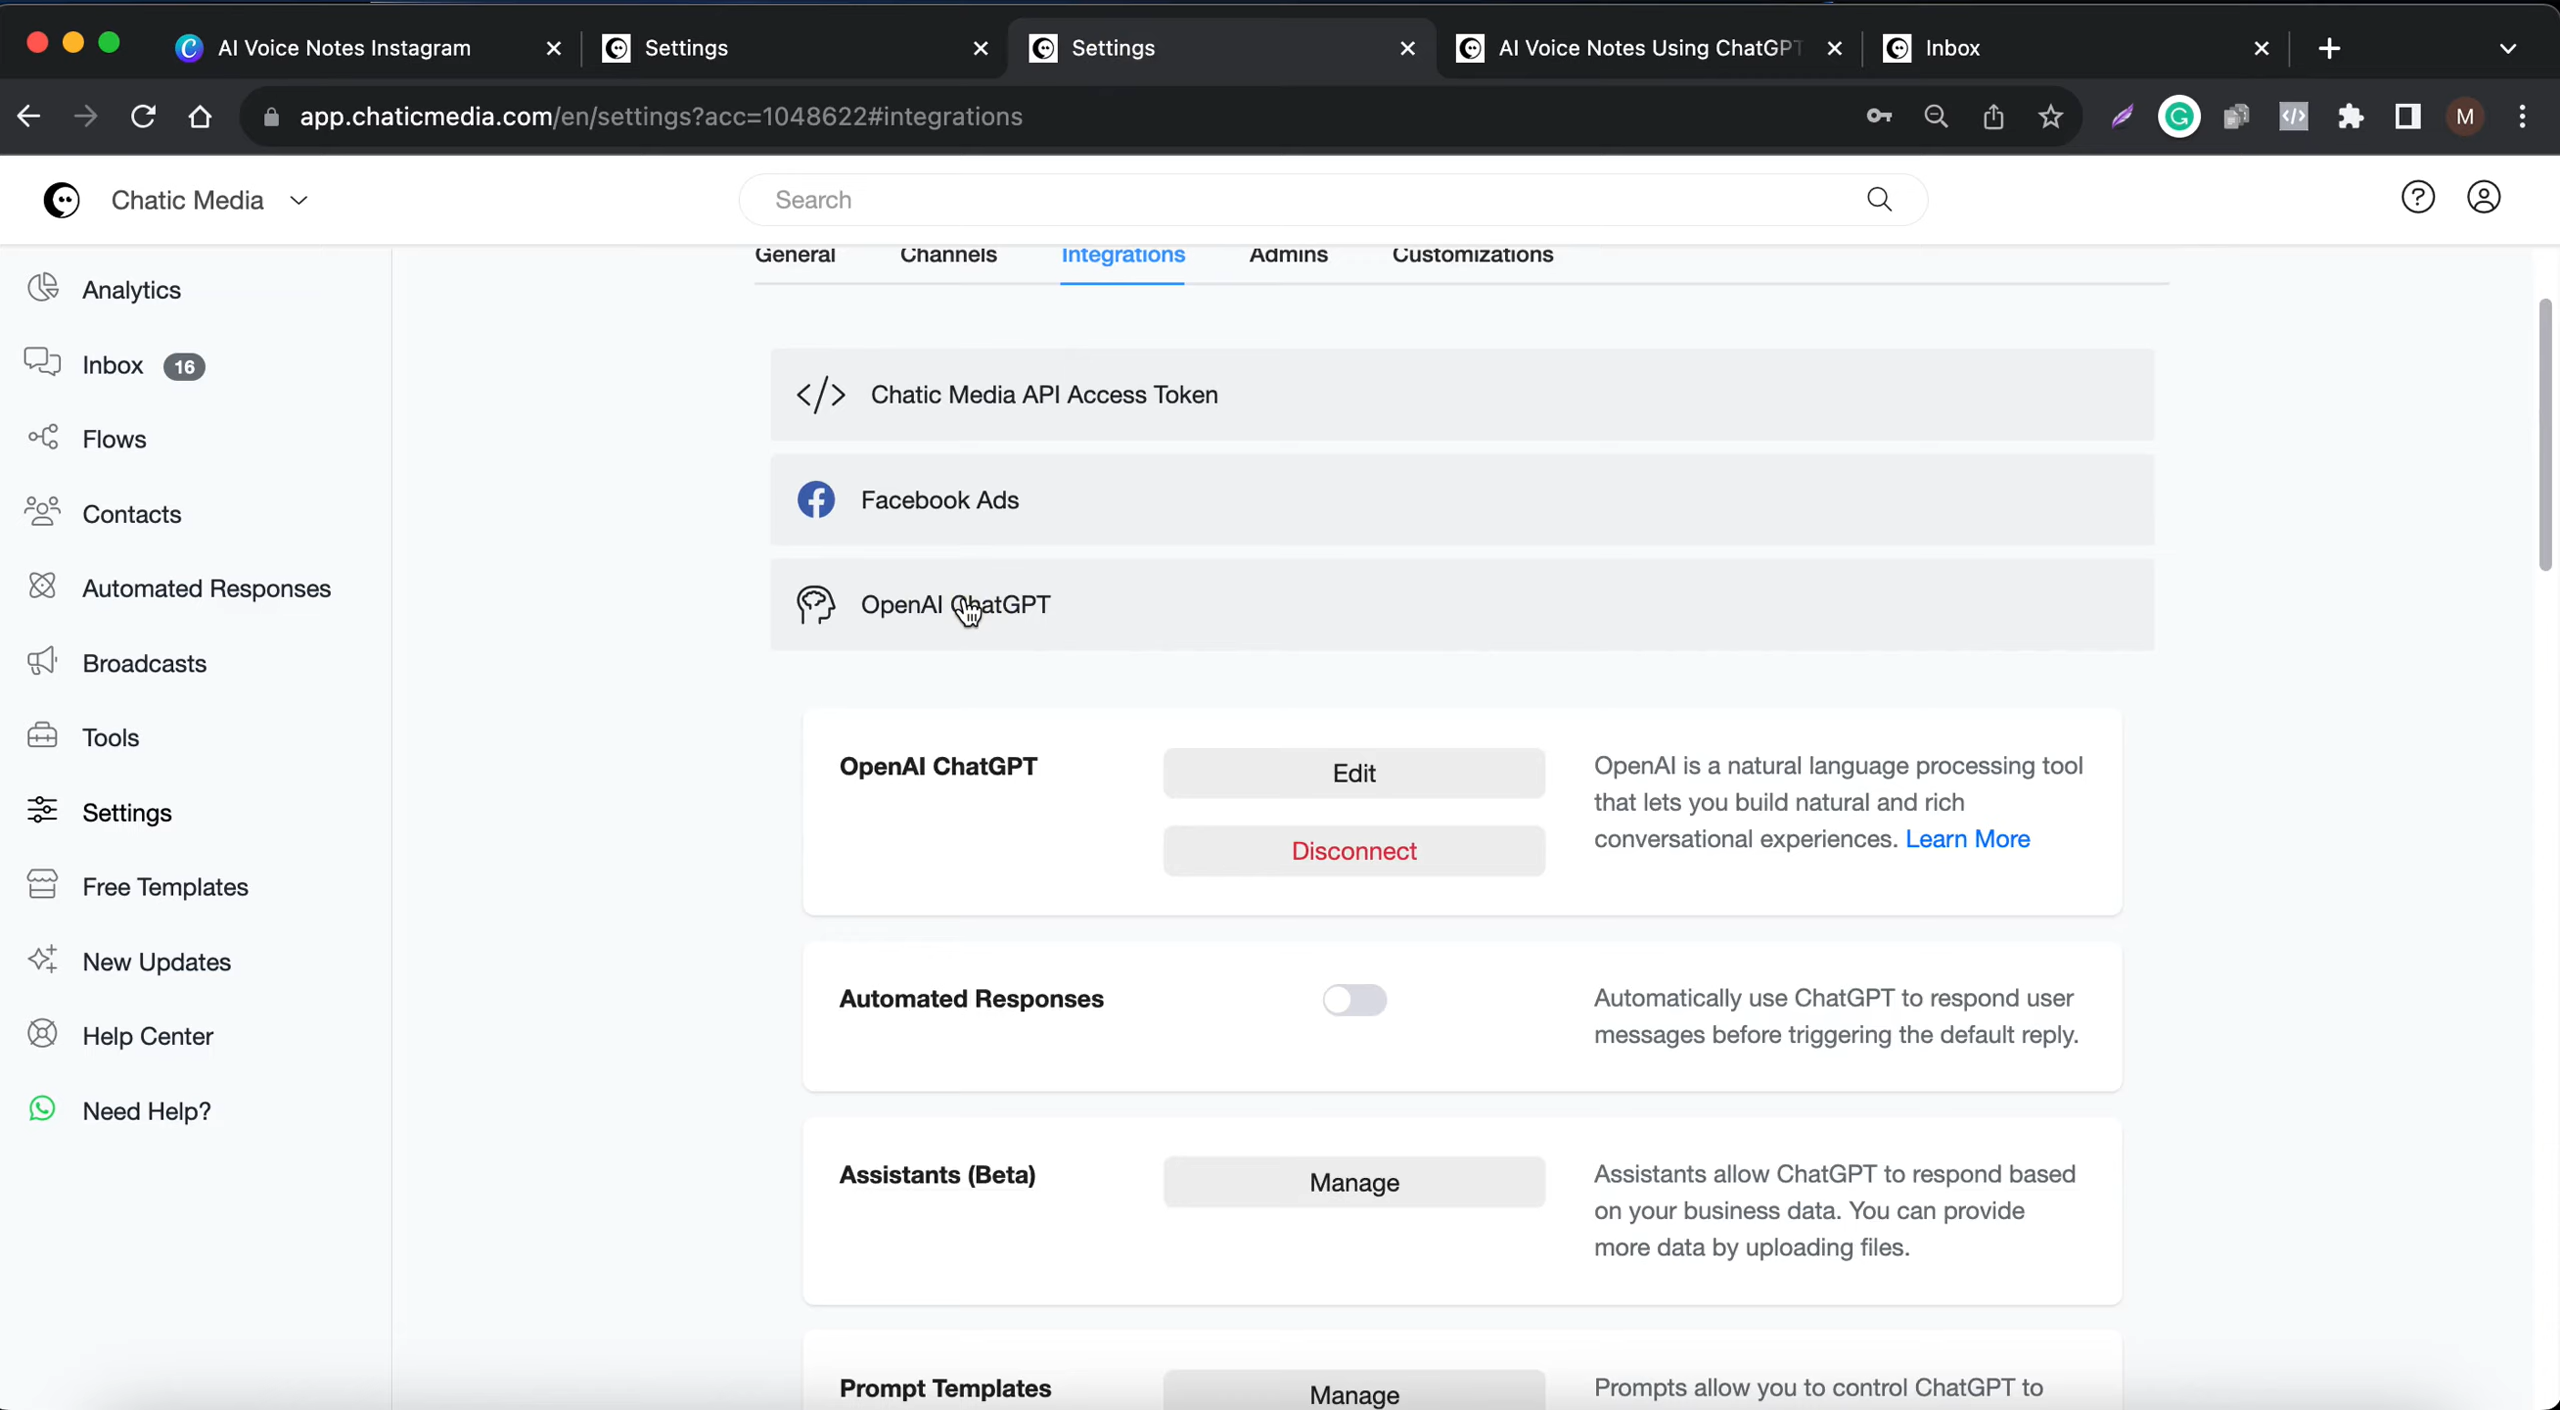 AI Voice Notes Instagram
Settings
Settings
AI Voice Notes Using ChatGPT
Inbox
app.chaticmedia.com/en/settings?acc=1048622#integrations
M
Chatic Media
Search
General
Channels
Integrations
Admins
Customizations
Analytics
Inbox 16
Flows
Contacts
Automated Responses
Broadcasts
Tools
Settings
Free Templates
New Updates
Help Center
Need Help?
</> Chatic Media API Access Token
Facebook Ads
OpenAI ChatGPT
OpenAI ChatGPT
Edit
Disconnect
OpenAI is a natural language processing tool
that lets you build natural and rich
conversational experiences. Learn More
Automated Responses
Automatically use ChatGPT to respond user
messages before triggering the default reply.
Assistants (Beta)
Manage
Assistants allow ChatGPT to respond based
on your business data. You can provide
more data by uploading files.
Prompt Templates
Manage
Prompts allow you to control ChatGPT to